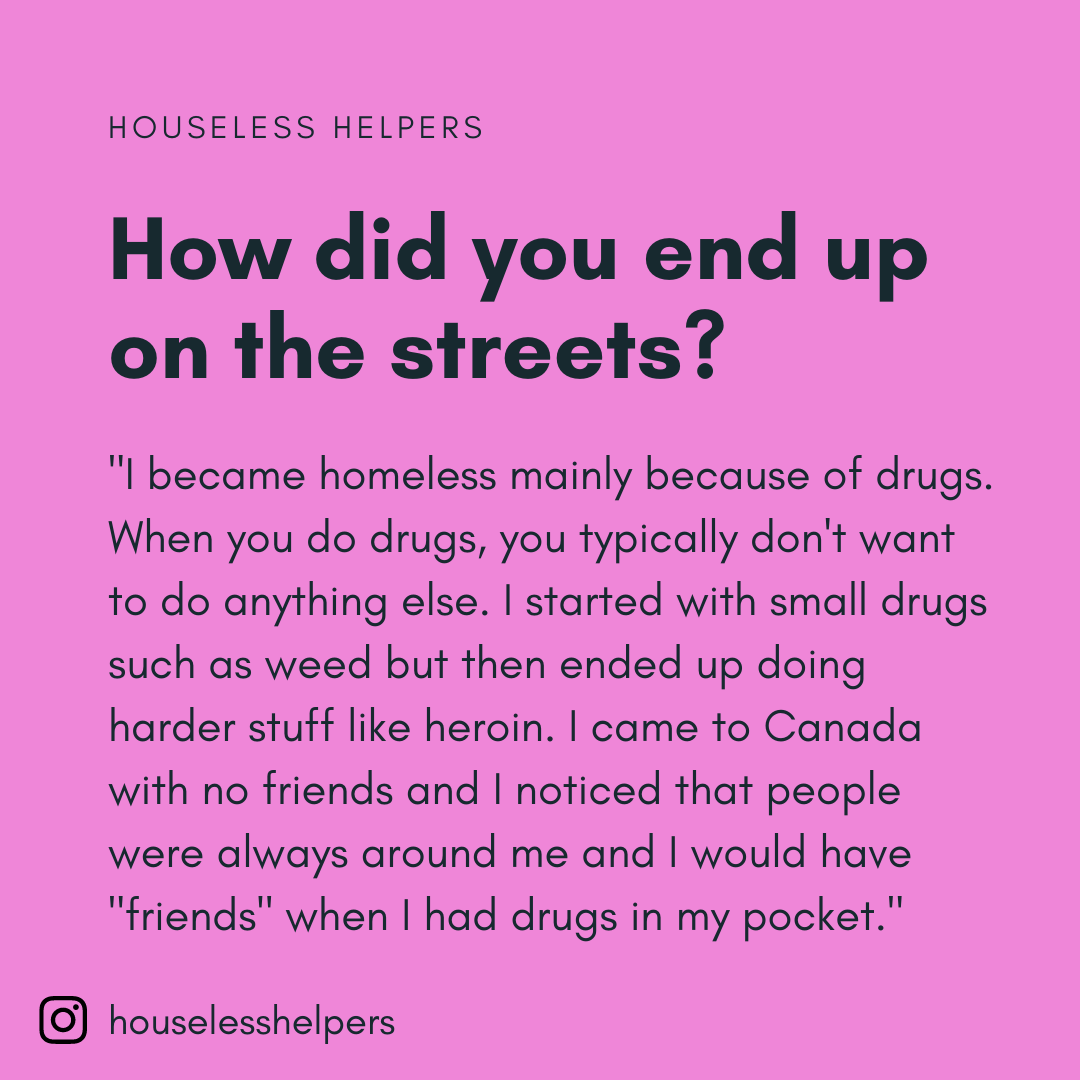 HOUSELESS HELPERS
How did you end up
on the streets?
"I became homeless mainly because of drugs.
When you do drugs, you typically don't want
to do anything else. I started with small drugs
such as weed but then ended up doing
harder stuff like heroin. I came to Canada
with no friends and I noticed that people
were always around me and I would have
"friends" when I had drugs in my pocket."
houselesshelpers